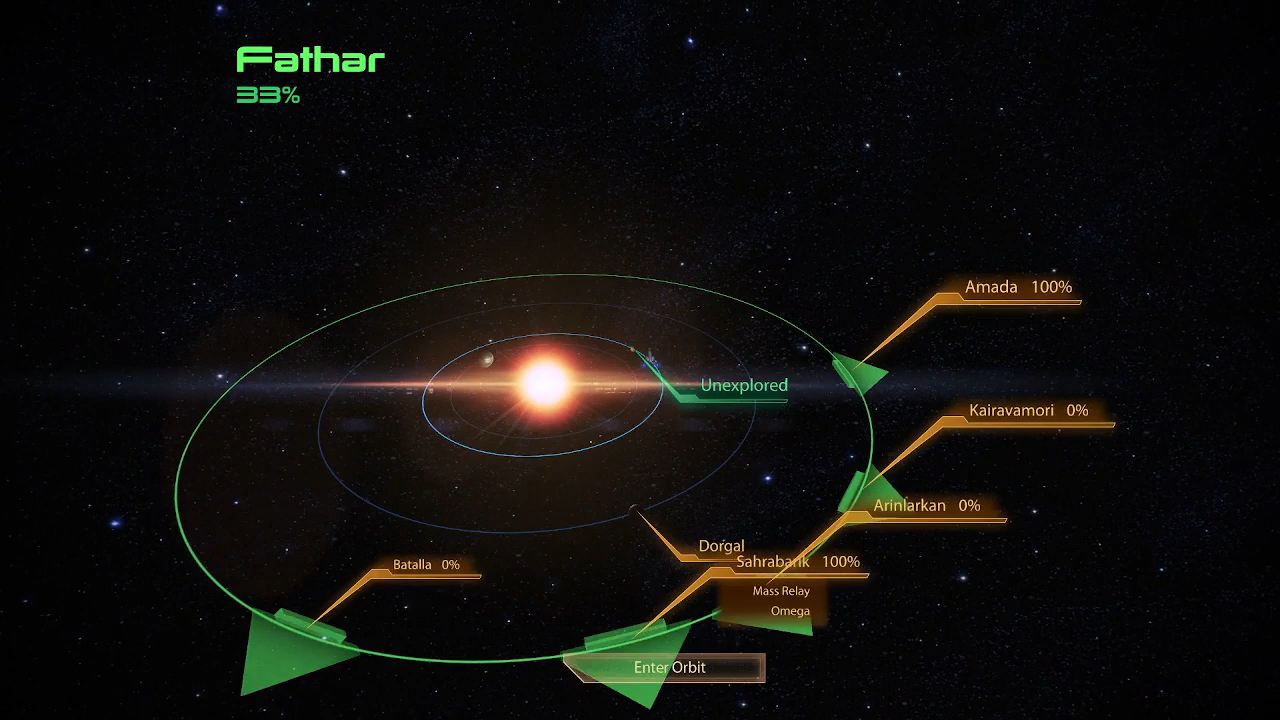 Fathar
33%
Amada 100%
Unexplored
Kairavamori 0%
Arinlarkan 0%
Dorgal
Sahrabarik 100%
Batalla 0%
Mass Relay
Omega
Enter Orbit